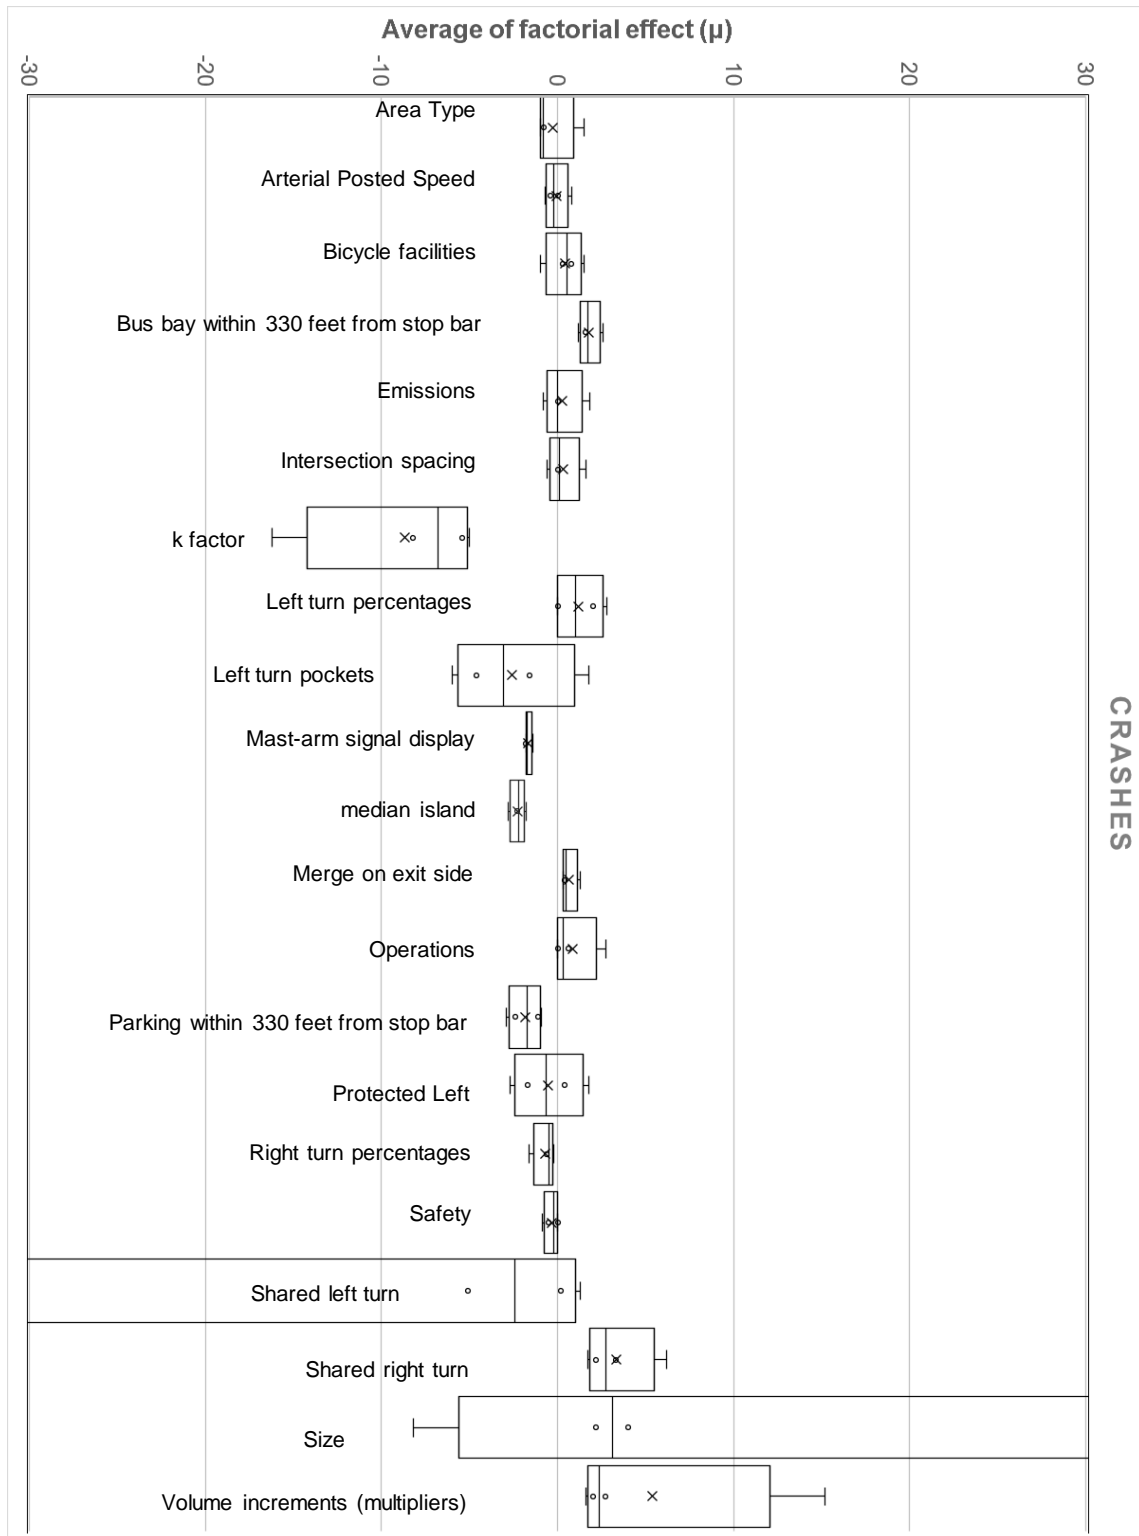 Average of factorial effect (μ)
-30
-20
-10
0
10
20
30
Area Type
Arterial Posted Speed
Bicycle facilities
Bus bay within 330 feet from stop bar
Emissions
Intersection spacing
k factor
Left turn percentages
Left turn pockets
Mast-arm signal display
median island
Merge on exit side
Operations
Parking within 330 feet from stop bar
Protected Left
Right turn percentages
Safety
Shared left turn
Shared right turn
Size
Volume increments (multipliers)
CRASHES